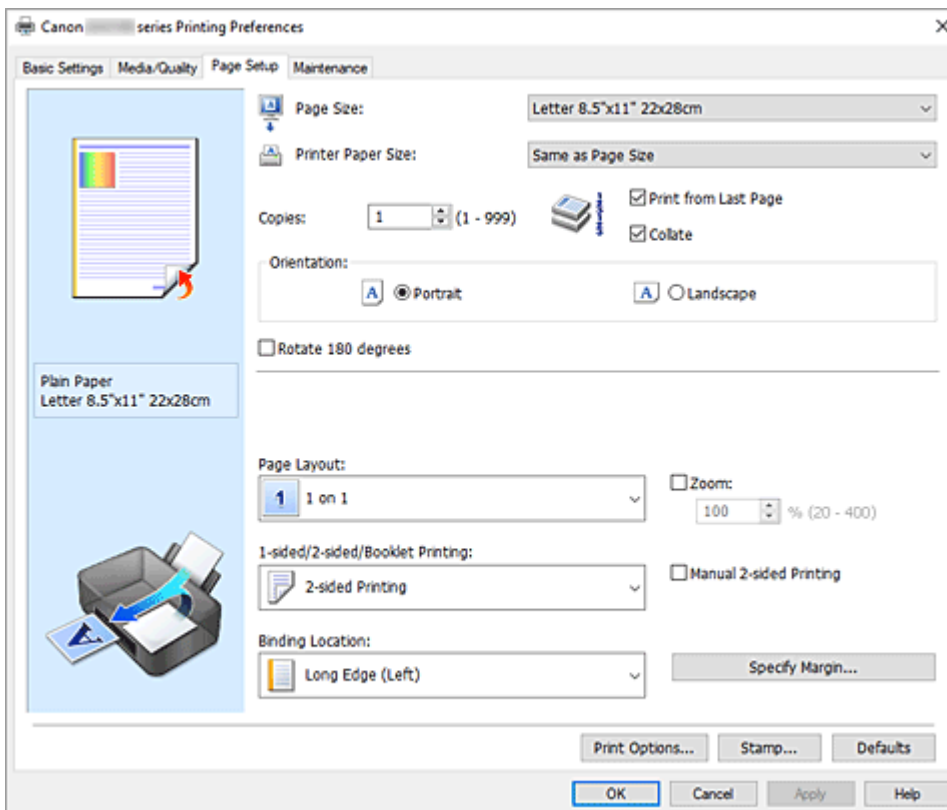 Canon series Printing Preferences
Basic Settings Media/Quality Page Setup Maintenance
Page Size: Letter 8.5"x11" 22x28cm
Printer Paper Size: Same as Page Size
Copies: 1 (1 - 999)
Print from Last Page
Collate
Orientation:
A Portrait A Landscape
Rotate 180 degrees
Plain Paper
Letter 8.5"x11" 22x28cm
Page Layout:
1 1 on 1
Zoom:
100 % (20 - 400)
1-sided/2-sided/Booklet Printing:
2-sided Printing
Manual 2-sided Printing
Binding Location:
Long Edge (Left)
Specify Margin...
A
Print Options... Stamp... Defaults
OK Cancel Apply Help